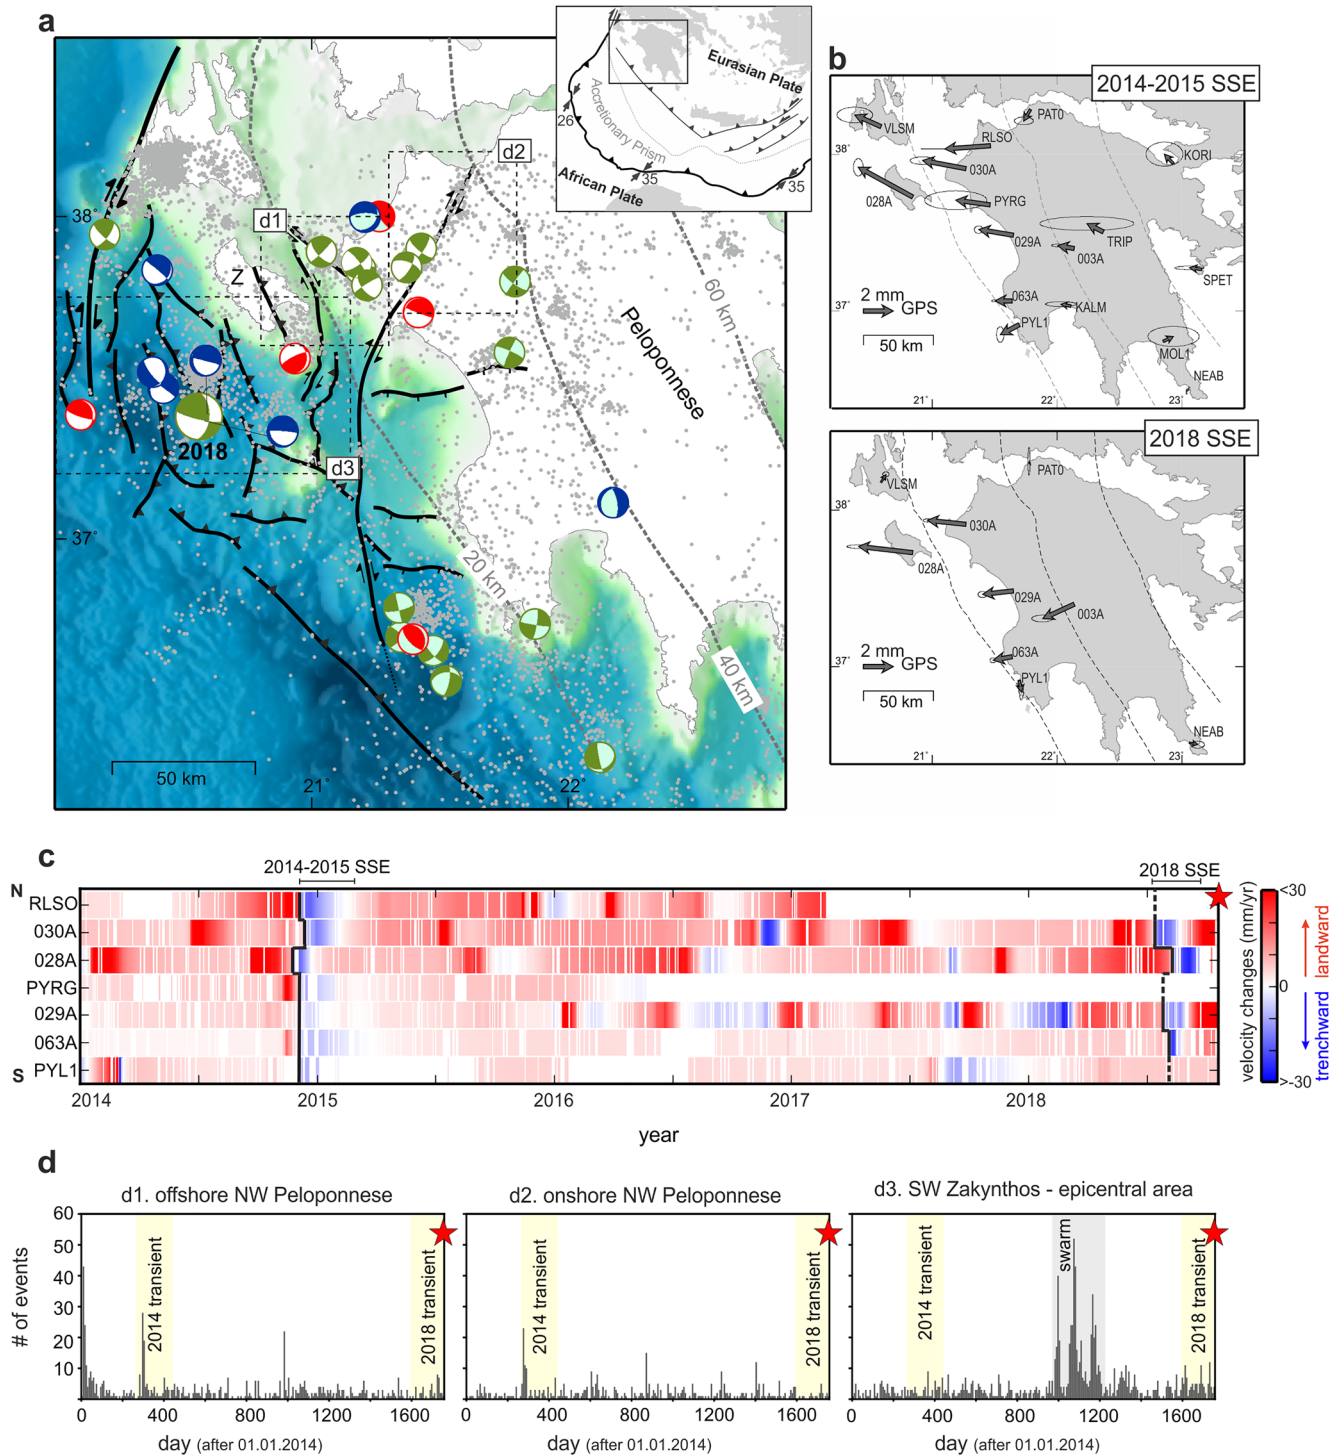 a
d2
d1
38°
Z
60 km
Peloponnese
2018
d3
37°
20 km
40 km
50 km
21°
22°
Eurasian Plate
Accretionary Prism
African Plate
26
35
35
b
2014-2015 SSE
VLSM
PAT0
RLSO
KORI
38°
030A
028A
PYRG
029A
TRIP
003A
SPET
063A
KALM
37°
PYL1
2 mm
GPS
50 km
MOL1
NEAB
21°
22°
23°
2018 SSE
PAT0
VLSM
38°
030A
028A
029A
003A
063A
37°
2 mm
GPS
PYL1
50 km
NEAB
21°
22°
23°
c
2014-2015 SSE
2018 SSE
N
RLSO
030A
028A
PYRG
029A
063A
PYL1
S
2014
2015
2016
2017
2018
year
<30
0
>-30
velocity changes (mm/yr)
landward
trenchward
d
d1. offshore NW Peloponnese
d2. onshore NW Peloponnese
d3. SW Zakynthos - epicentral area
60
50
40
30
20
10
# of events
2014 transient
2018 transient
2014 transient
2018 transient
2014 transient
swarm
2018 transient
0 400 800 1200 1600
0 400 800 1200 1600
0 400 800 1200 1600
day (after 01.01.2014)
day (after 01.01.2014)
day (after 01.01.2014)